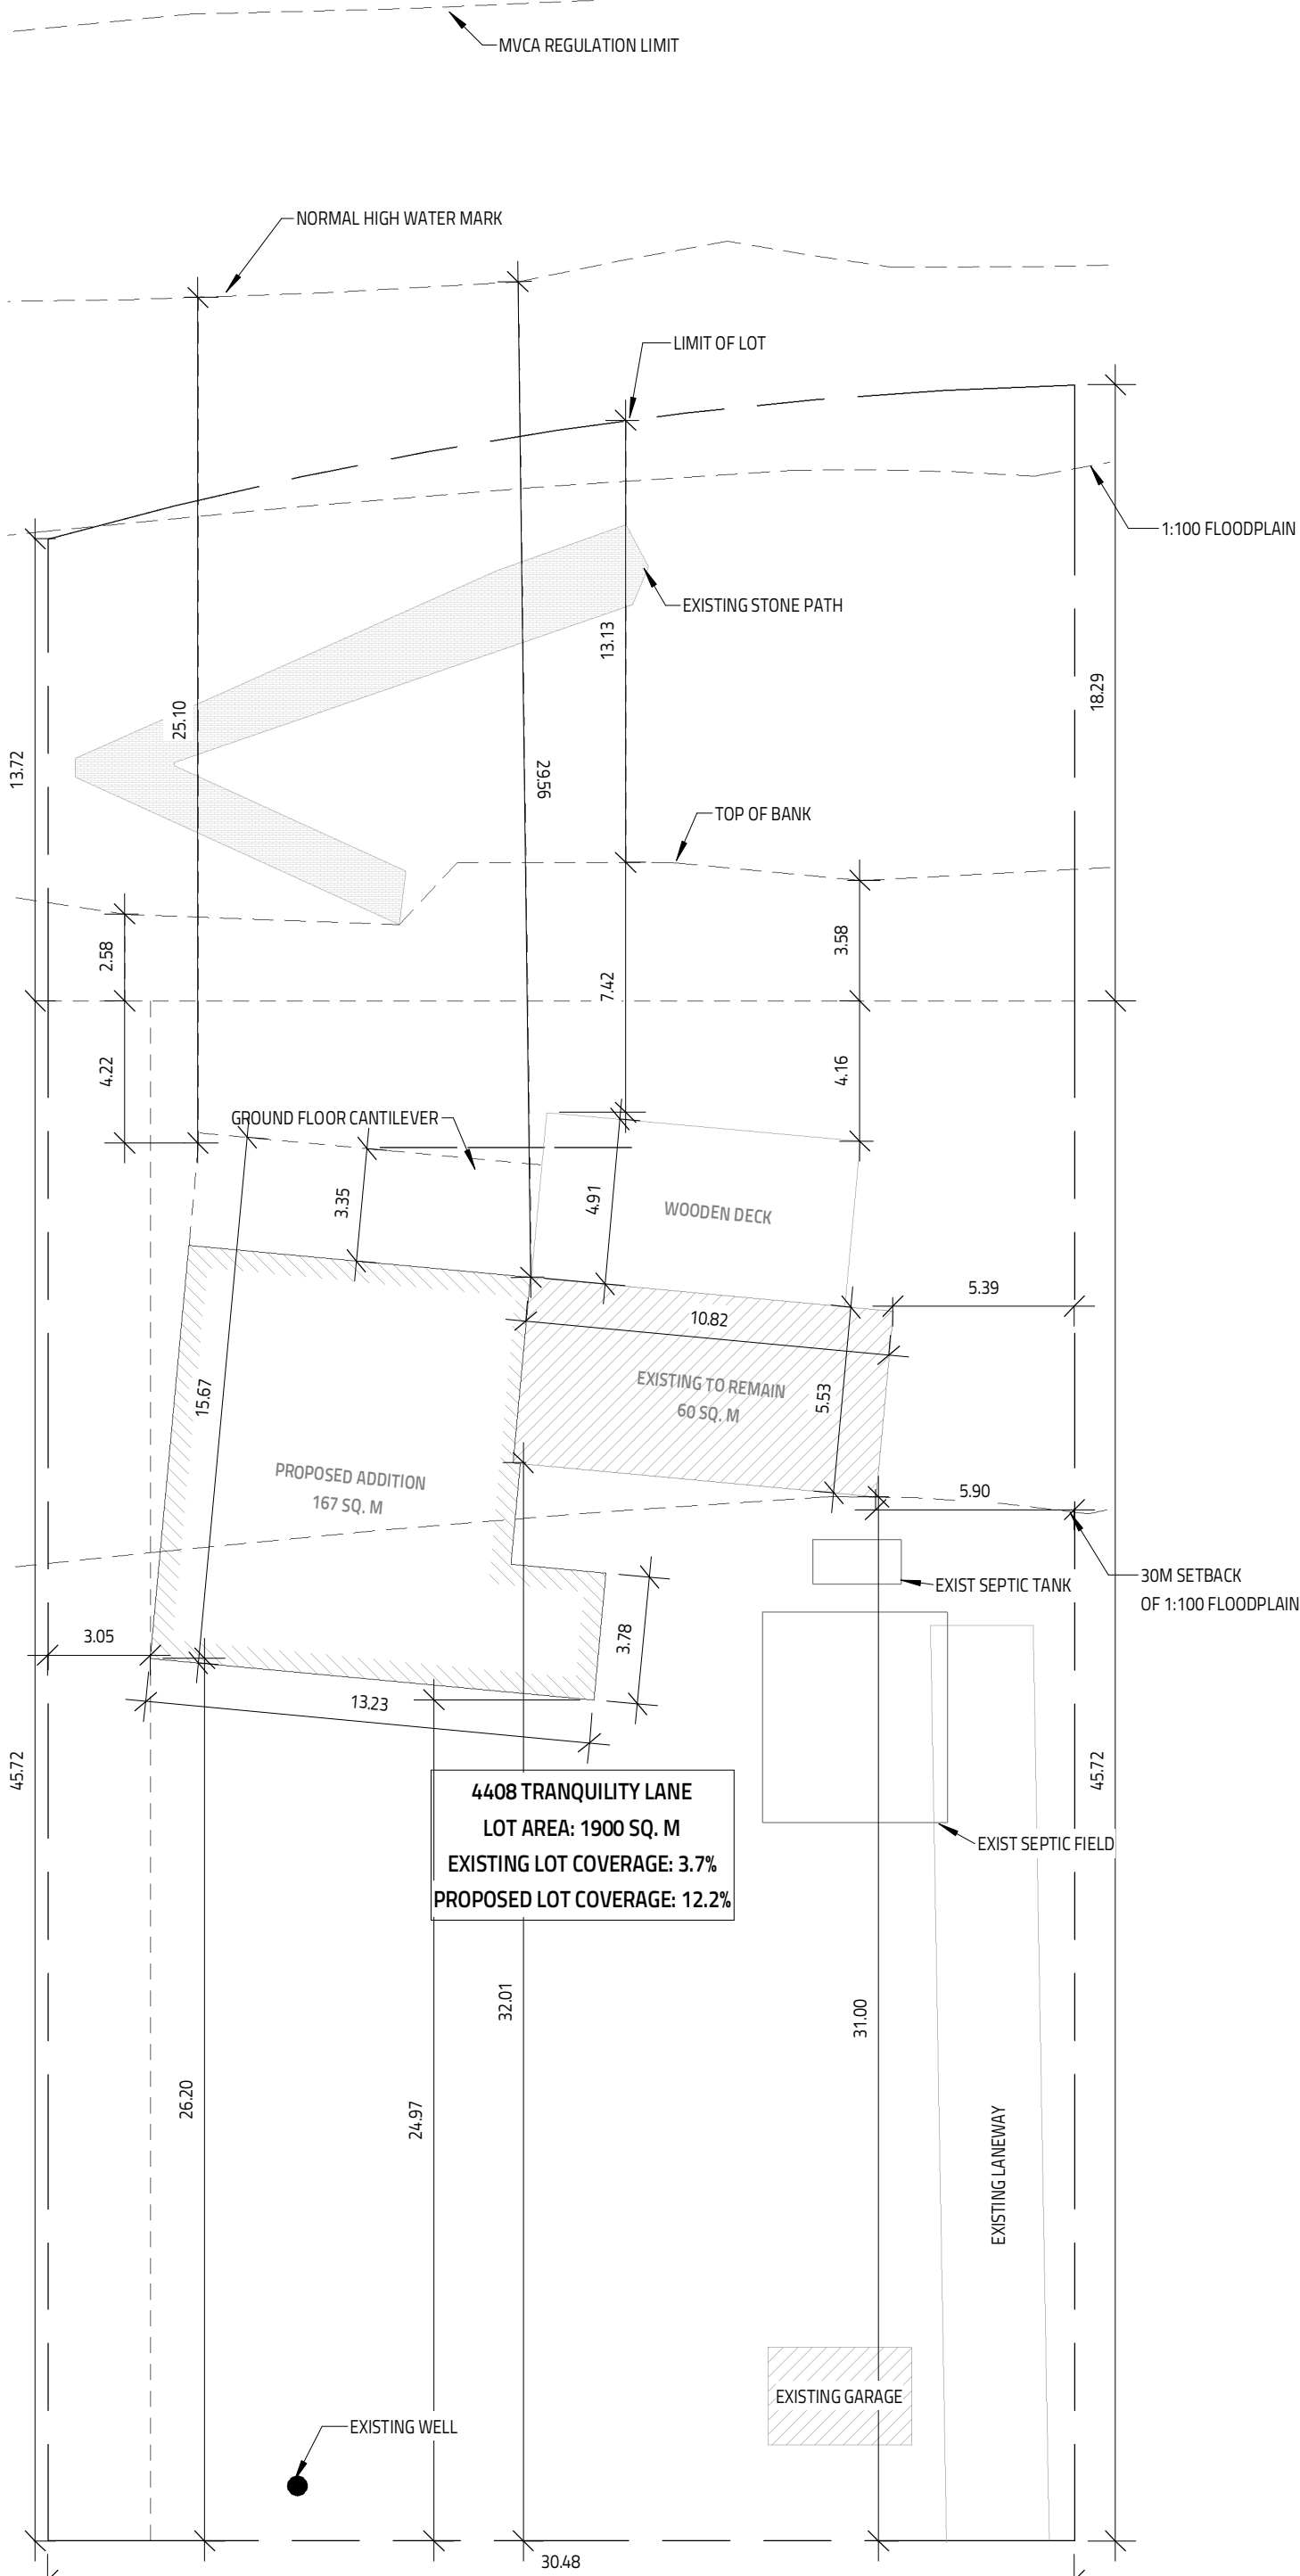 MVCA REGULATION LIMIT
NORMAL HIGH WATER MARK
LIMIT OF LOT
1:100 FLOODPLAIN
EXISTING STONE PATH
13.13
18.29
25.10
13.72
29.56
TOP OF BANK
2.58
3.58
7.42
4.22
4.16
GROUND FLOOR CANTILEVER
3.35
4.91
WOODEN DECK
5.39
10.82
15.67
EXISTING TO REMAIN
60 SQ. M
5.53
PROPOSED ADDITION
167 SQ. M
5.90
30M SETBACK
OF 1:100 FLOODPLAIN
EXIST SEPTIC TANK
3.05
3.78
13.23
45.72
45.72
4408 TRANQUILITY LANE
LOT AREA: 1900 SQ. M
EXISTING LOT COVERAGE: 3.7%
PROPOSED LOT COVERAGE: 12.2%
EXIST SEPTIC FIELD
32.01
31.00
26.20
24.97
EXISTING LANEWAY
EXISTING GARAGE
EXISTING WELL
30.48